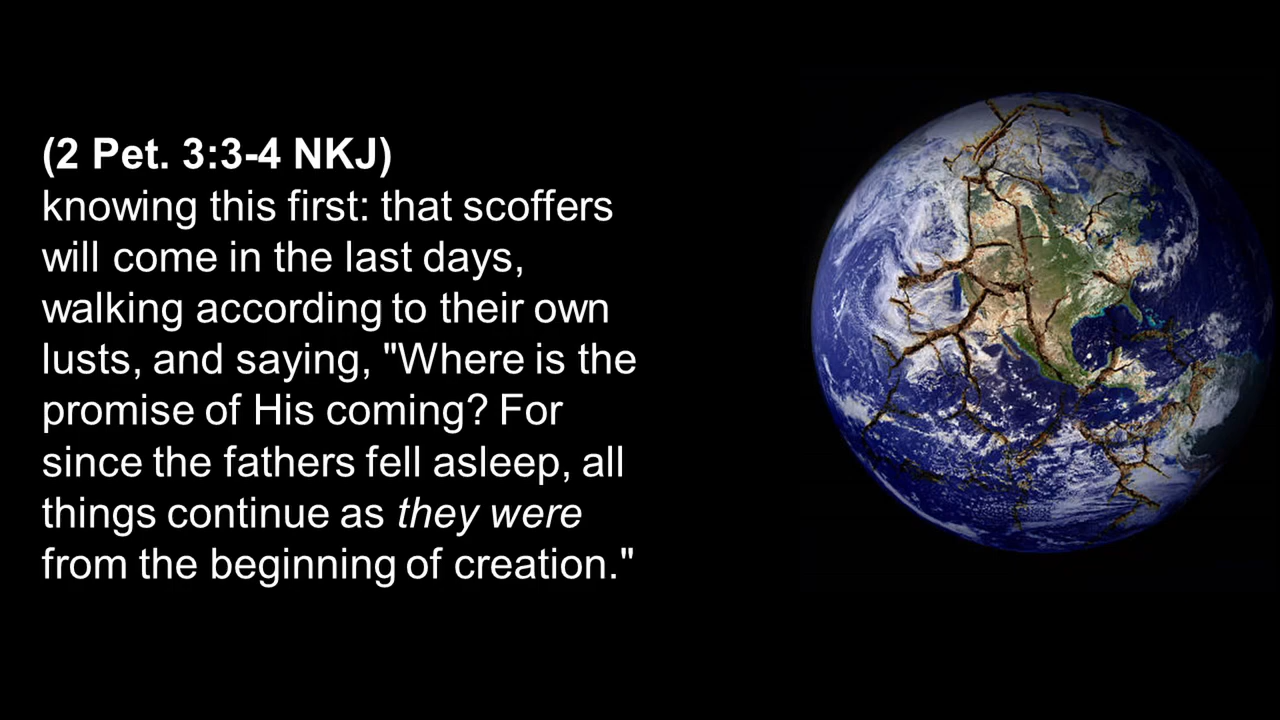 (2 Pet. 3:3-4 NKJ)
knowing this first: that scoffers
will come in the last days,
walking according to their own
lusts, and saying, "Where is the
promise of His coming? For
since the fathers fell asleep, all
things continue as they were
from the beginning of creation."